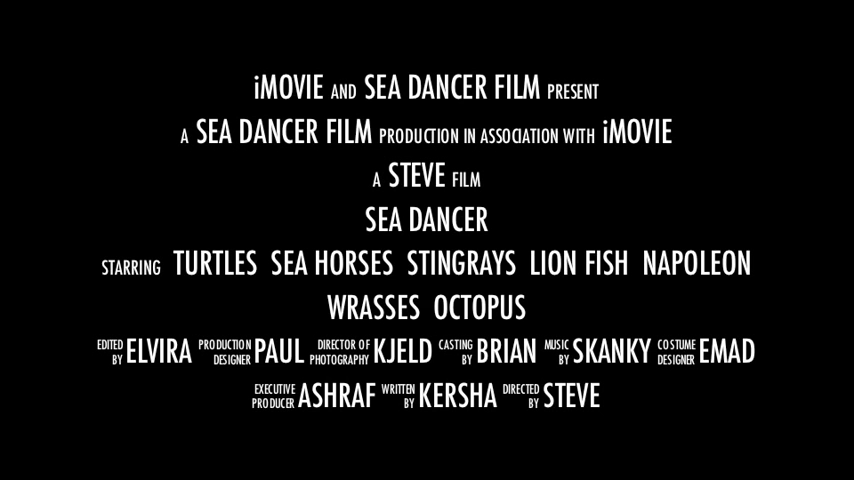 iMOVIE AND SEA DANCER FILM PRESENT
A SEA DANCER FILM PRODUCTION IN ASSOCIATION WITH iMOVIE
A STEVE FILM
SEA DANCER
STARRING TURTLES SEA HORSES STINGRAYS LION FISH NAPOLEON
WRASSES OCTOPUS
EDITED BY ELVIRA PRODUCTION DESIGNER PAUL DIRECTOR OF PHOTOGRAPHY KJELD CASTING BY BRIAN MUSIC BY SKANKY COSTUME DESIGNER EMAD
EXECUTIVE PRODUCER ASHRAF WRITTEN BY KERSHA DIRECTED BY STEVE